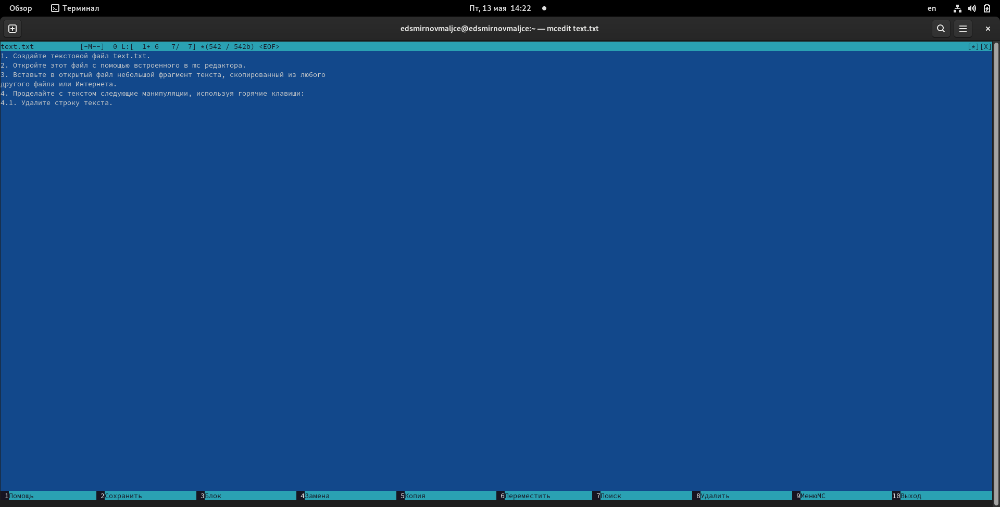 Обзор Терминал Пт, 13 мая 14:22 en
edsmirnovmaljce@edsmirnovmaljce:~ — mcedit text.txt
text.txt [-M--] 0 L:[ 1+ 6 7/ 7] *(542 / 542b) <EOF> [*][X]
1. Создайте текстовой файл text.txt.
2. Откройте этот файл с помощью встроенного в mc редактора.
3. Вставьте в открытый файл небольшой фрагмент текста, скопированный из любого
другого файла или Интернета.
4. Проделайте с текстом следующие манипуляции, используя горячие клавиши:
4.1. Удалите строку текста.
1Помощь 2Сохранить 3Блок 4Замена 5Копия 6Переместить 7Поиск 8Удалить 9МенюMC 10Выход